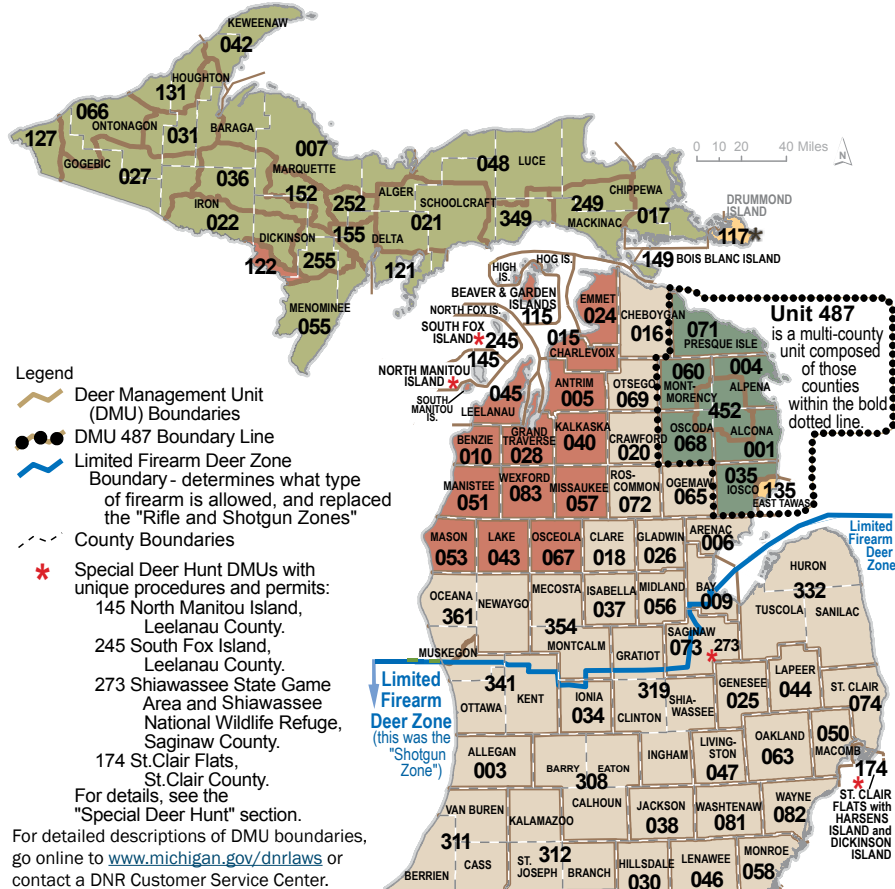 KEWEENAW
042
HOUGHTON
131
066
ONTONAGON
031
BARAGA
127
GOGEBIC
027
036
007
MARQUETTE
152
252
IRON
022
DICKINSON
155
DELTA
255
122
121
MENOMINEE
055
ALGER
021
SCHOOLCRAFT
048
LUCE
349
249
MACKINAC
CHIPPEWA
017
0 10 20 40 Miles
N
DRUMMOND
ISLAND
117*
149 BOIS BLANC ISLAND
HIGH
IS.
HOG IS.
BEAVER & GARDEN
ISLANDS
115
NORTH FOX IS.
SOUTH FOX
ISLAND
* 245
145
NORTH MANITOU
ISLAND *
SOUTH
MANITOU
IS.
045
LEELANAU
EMMET
024
015
CHARLEVOIX
CHEBOYGAN
016
071
PRESQUE ISLE
ANTRIM
005
OTSEGO
069
060
MONT-
MORENCY
004
ALPENA
452
BENZIE
010
GRAND
TRAVERSE
028
KALKASKA
040
CRAWFORD
020
OSCODA
068
ALCONA
001
MANISTEE
051
WEXFORD
083
MISSAUKEE
057
ROS-
COMMON
072
OGEMAW
065
035
IOSCO
135
EAST TAWAS
Unit 487
is a multi-county
unit composed
of those
counties
within the bold
dotted line.
MASON
053
LAKE
043
OSCEOLA
067
CLARE
018
GLADWIN
026
ARENAC
006
Limited
Firearm
Deer
Zone
OCEANA
361
NEWAYGO
MECOSTA
354
MONTCALM
ISABELLA
037
MIDLAND
056
BAY
009
HURON
332
TUSCOLA
SANILAC
MUSKEGON
GRATIOT
SAGINAW
073
* 273
341
OTTAWA
KENT
IONIA
034
319
CLINTON
SHIA-
WASSEE
GENESEE
025
LAPEER
044
ST. CLAIR
074
Limited
Firearm
Deer Zone
(this was the
"Shotgun
Zone")
ALLEGAN
003
BARRY
EATON
308
INGHAM
LIVING-
STON
047
OAKLAND
063
050
MACOMB
174
*
ST. CLAIR
FLATS with
HARSENS
ISLAND and
DICKINSON
ISLAND
VAN BUREN
311
KALAMAZOO
CALHOUN
JACKSON
038
WASHTENAW
081
WAYNE
082
BERRIEN
CASS
ST.
JOSEPH
312
BRANCH
HILLSDALE
030
LENAWEE
046
MONROE
058
Legend
Deer Management Unit
(DMU) Boundaries
DMU 487 Boundary Line
Limited Firearm Deer Zone
Boundary - determines what type
of firearm is allowed, and replaced
the "Rifle and Shotgun Zones"
County Boundaries
* Special Deer Hunt DMUs with
unique procedures and permits:
145 North Manitou Island,
Leelanau County.
245 South Fox Island,
Leelanau County.
273 Shiawassee State Game
Area and Shiawassee
National Wildlife Refuge,
Saginaw County.
174 St.Clair Flats,
St.Clair County.
For details, see the
"Special Deer Hunt" section.
For detailed descriptions of DMU boundaries,
go online to www.michigan.gov/dnrlaws or
contact a DNR Customer Service Center.